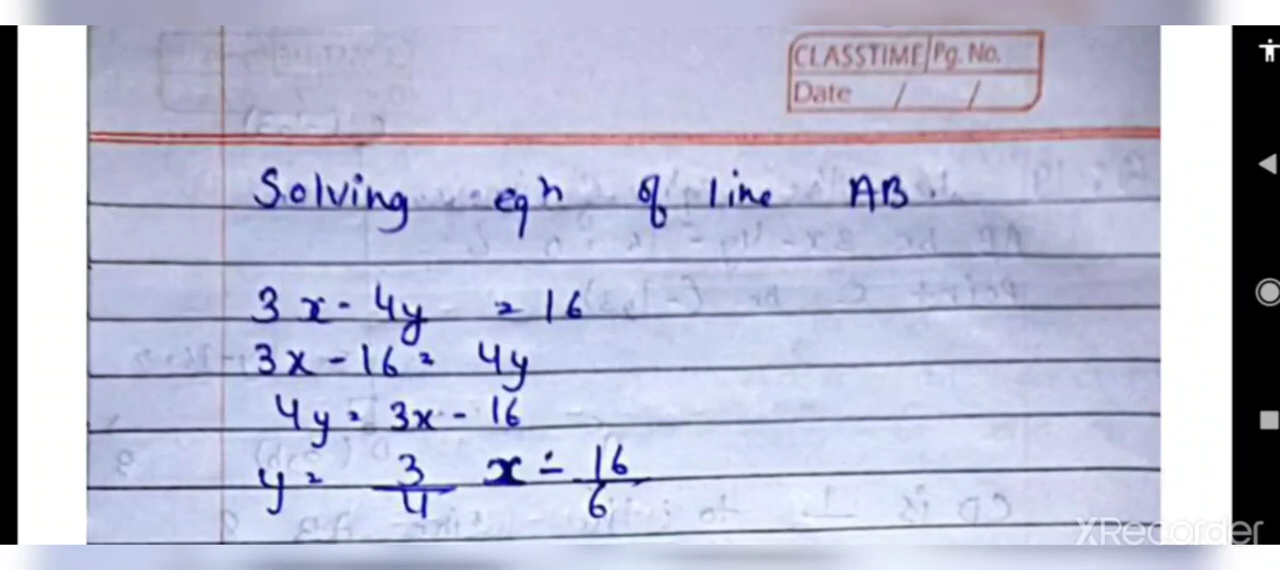 CLASSTIME Pg. No.
Date / /
Solving eqn of line AB.
3x - 4y = 16
3x - 16 = 4y
4y = 3x - 16
y = 3/4 x - 16/6
XRecorder